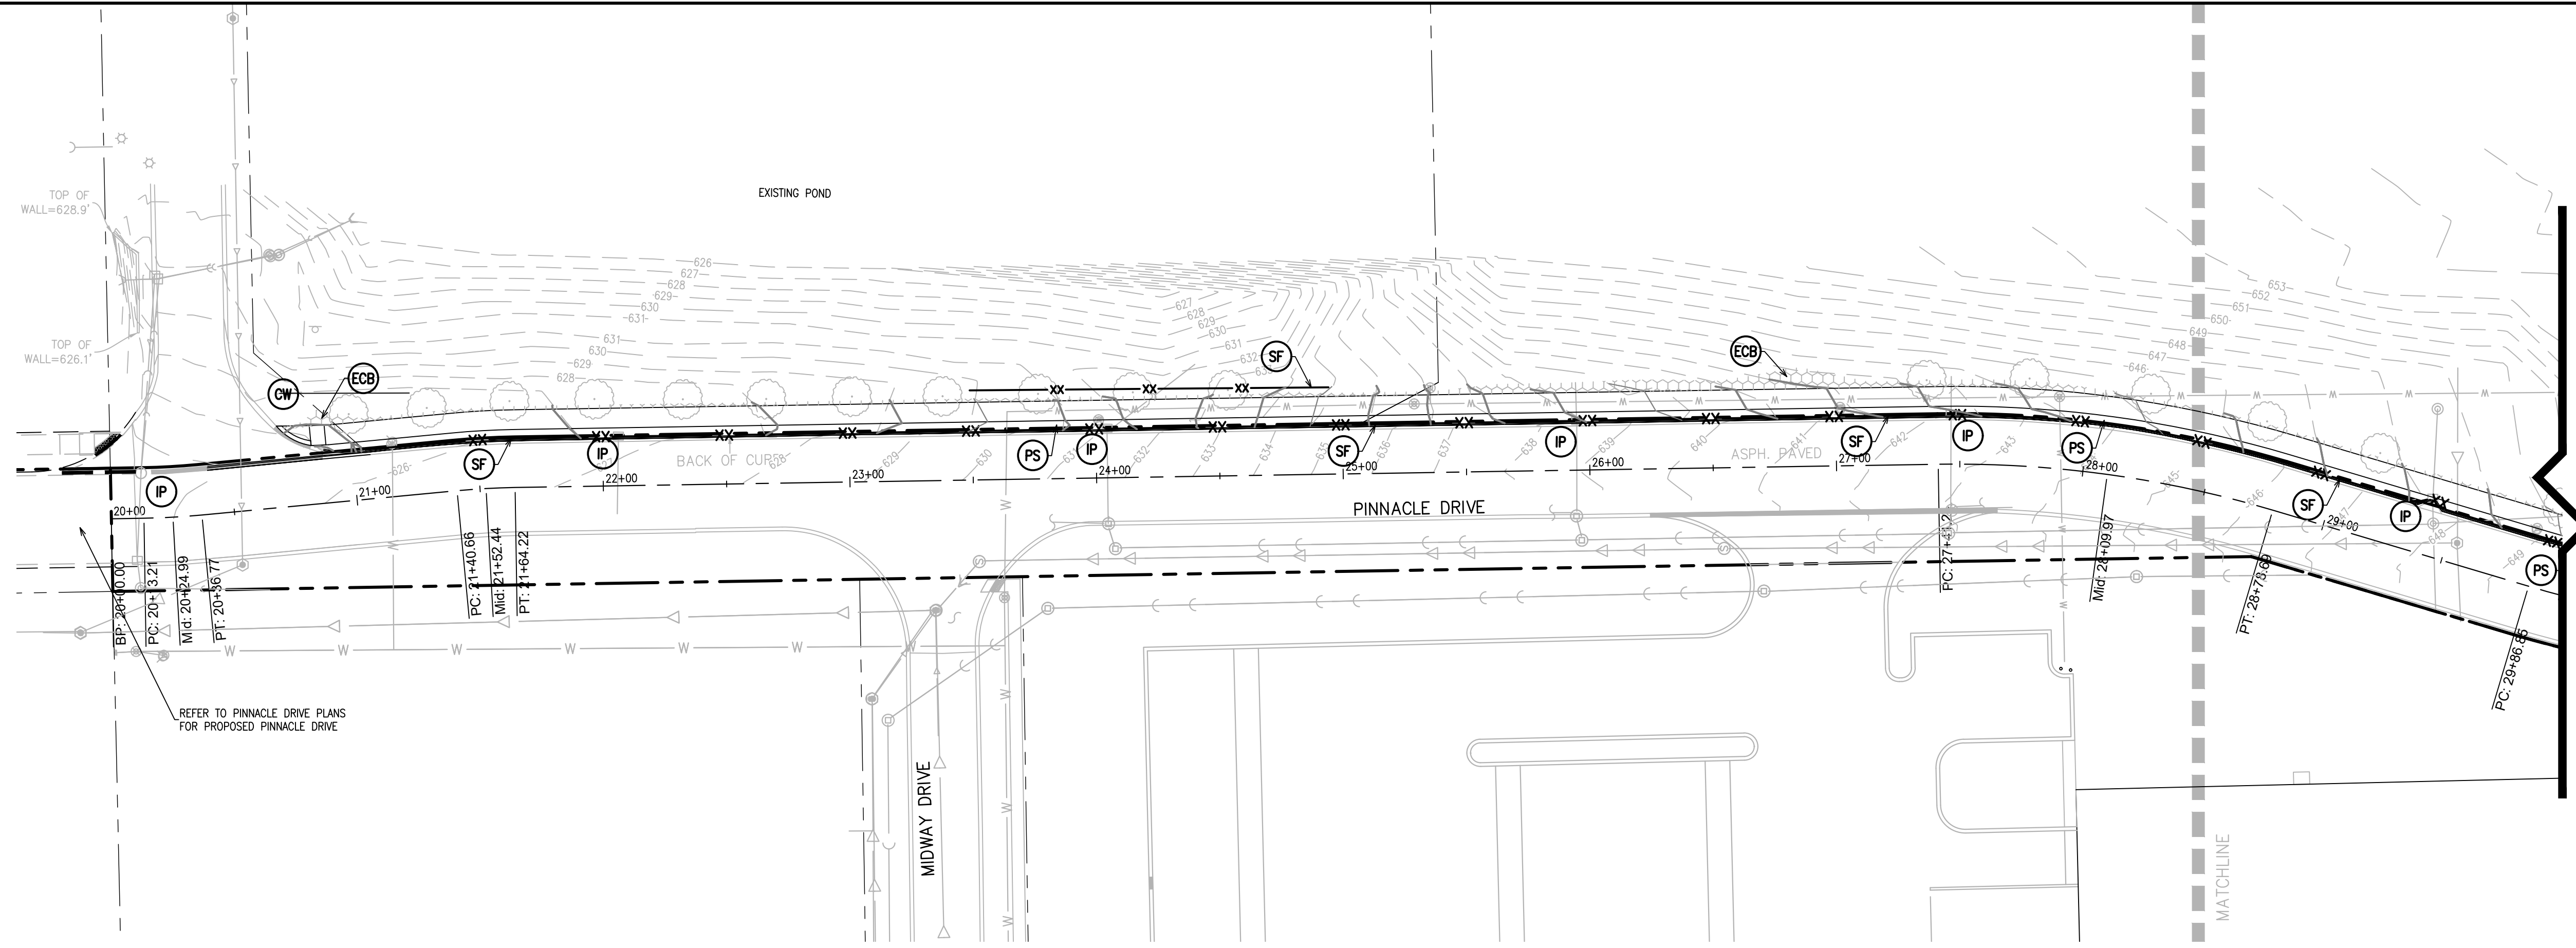 EXISTING POND
TOP OF
WALL=628.9'
TOP OF
WALL=626.1'
626
627
628
629
630
631
631
630
629
628
627
628
629
630
631
632
653
652
651
650
649
648
647
646
CW
ECB
SF
ECB
SF
IP
PS
IP
SF
IP
SF
IP
PS
SF
IP
PS
IP
BACK OF CURB
ASPH. PAVED
626
628
629
630
632
633
634
635
636
637
638
639
640
641
642
643
645
646
647
648
649
20+00
21+00
22+00
23+00
24+00
25+00
26+00
27+00
28+00
29+00
PINNACLE DRIVE
BP: 20+00.00
PC: 20+13.21
Mid: 20+24.99
PT: 20+36.77
PC: 21+40.66
Mid: 21+52.44
PT: 21+64.22
Mid: 28+09.97
PT: 28+78.69
PC: 29+86.85
REFER TO PINNACLE DRIVE PLANS
FOR PROPOSED PINNACLE DRIVE
MIDWAY DRIVE
MATCHLINE